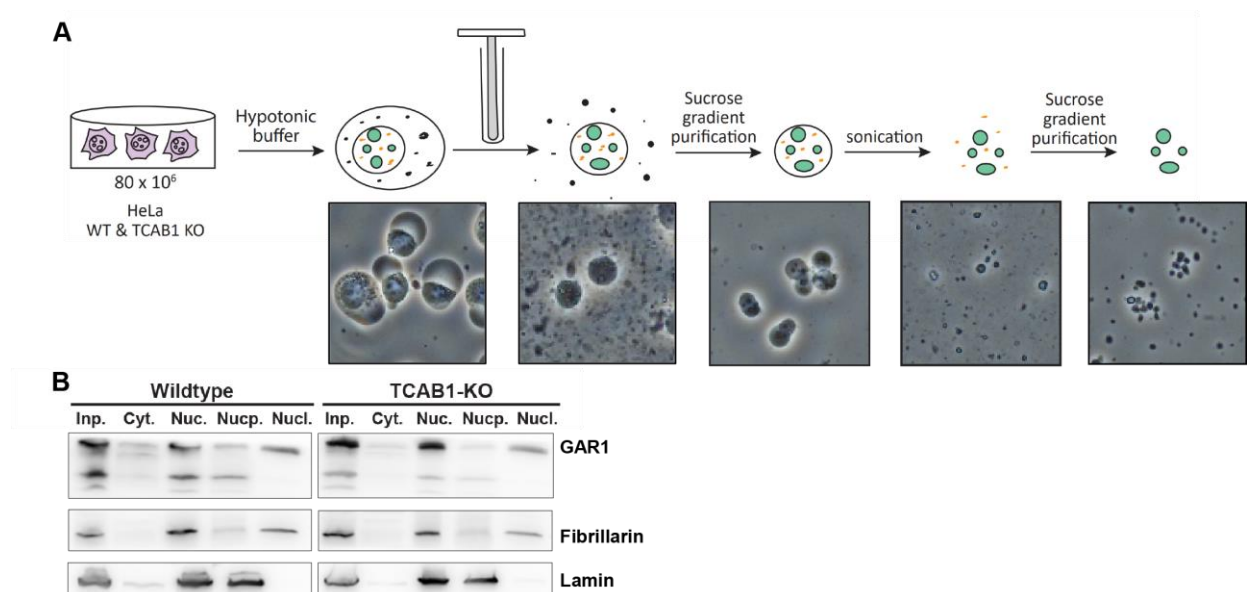 A
Hypotonic
buffer
Sucrose
gradient
purification
sonication
Sucrose
gradient
purification
80 x 10⁶
HeLa
WT & TCAB1 KO
B
Wildtype TCAB1-KO
Inp. Cyt. Nuc. Nucp. Nucl. Inp. Cyt. Nuc. Nucp. Nucl.
GAR1
Fibrillarin
Lamin